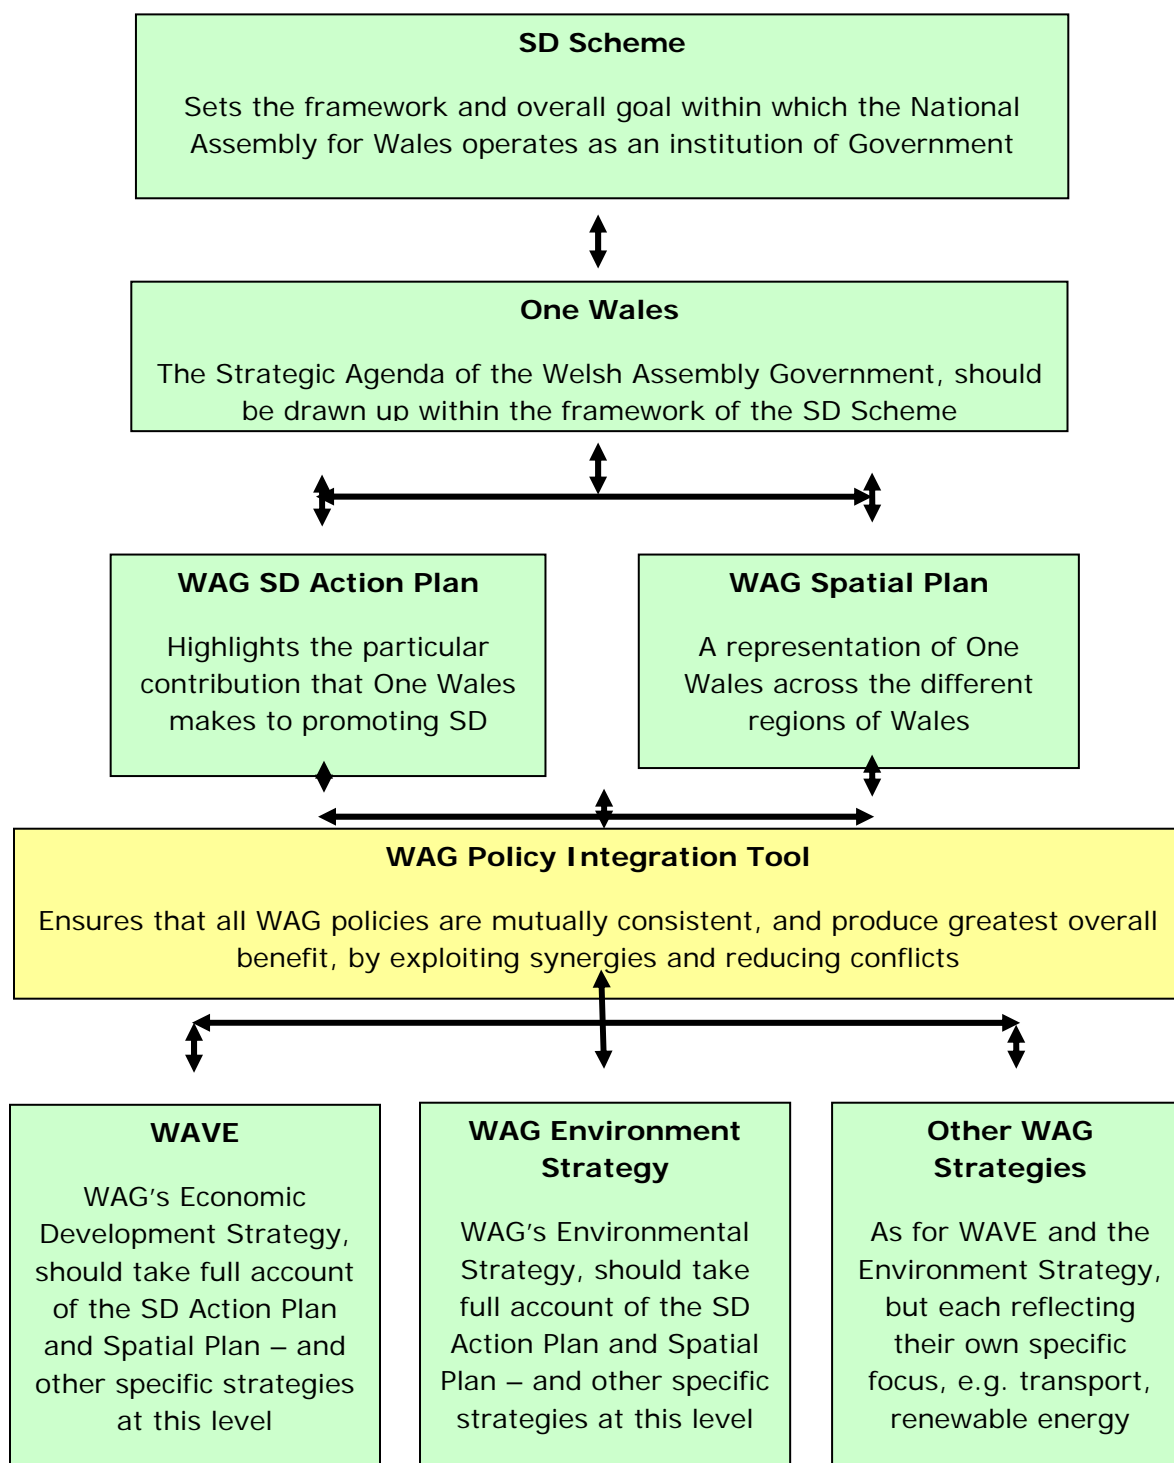 SD Scheme
Sets the framework and overall goal within which the National
Assembly for Wales operates as an institution of Government
One Wales
The Strategic Agenda of the Welsh Assembly Government, should
be drawn up within the framework of the SD Scheme
WAG SD Action Plan
Highlights the particular
contribution that One Wales
makes to promoting SD
WAG Spatial Plan
A representation of One
Wales across the different
regions of Wales
WAG Policy Integration Tool
Ensures that all WAG policies are mutually consistent, and produce greatest overall
benefit, by exploiting synergies and reducing conflicts
WAVE
WAG's Economic
Development Strategy,
should take full account
of the SD Action Plan
and Spatial Plan – and
other specific strategies
at this level
WAG Environment
Strategy
WAG's Environmental
Strategy, should take
full account of the SD
Action Plan and Spatial
Plan – and other specific
strategies at this level
Other WAG
Strategies
As for WAVE and the
Environment Strategy,
but each reflecting
their own specific
focus, e.g. transport,
renewable energy